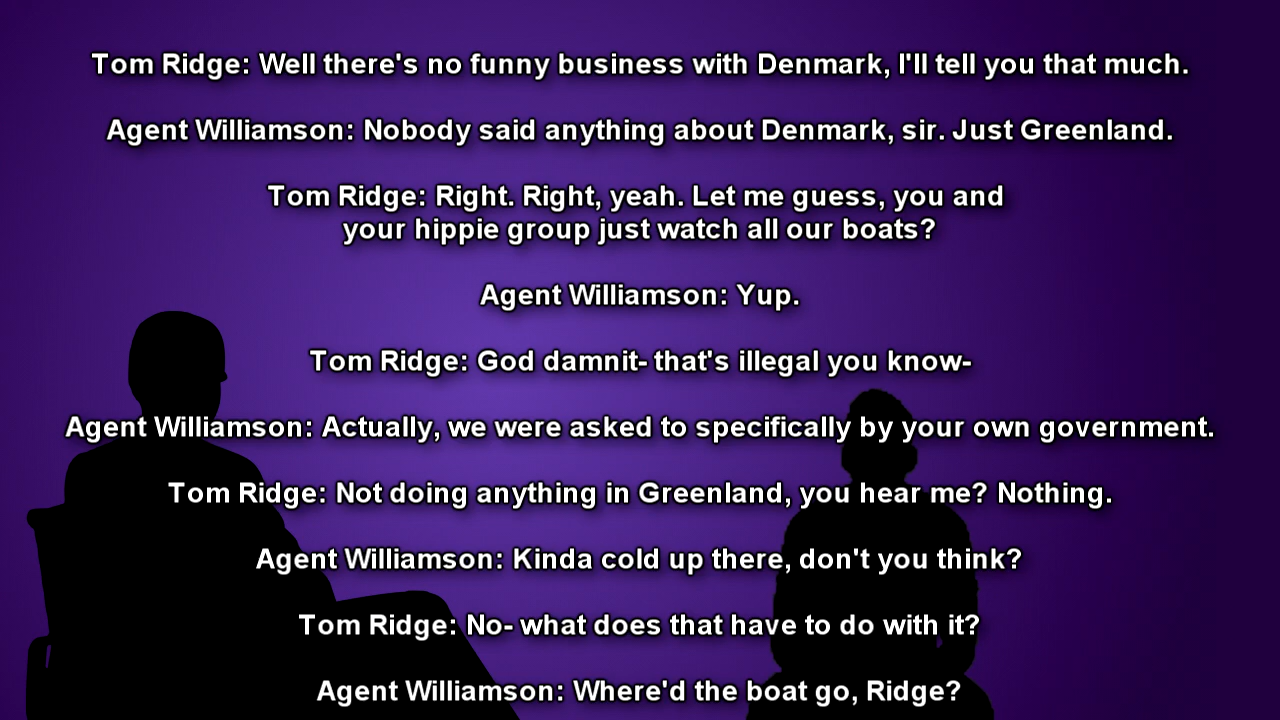 Tom Ridge: Well there's no funny business with Denmark, I'll tell you that much.
Agent Williamson: Nobody said anything about Denmark, sir. Just Greenland.
Tom Ridge: Right. Right, yeah. Let me guess, you and
your hippie group just watch all our boats?
Agent Williamson: Yup.
Tom Ridge: God damnit- that's illegal you know-
Agent Williamson: Actually, we were asked to specifically by your own government.
Tom Ridge: Not doing anything in Greenland, you hear me? Nothing.
Agent Williamson: Kinda cold up there, don't you think?
Tom Ridge: No- what does that have to do with it?
Agent Williamson: Where'd the boat go, Ridge?